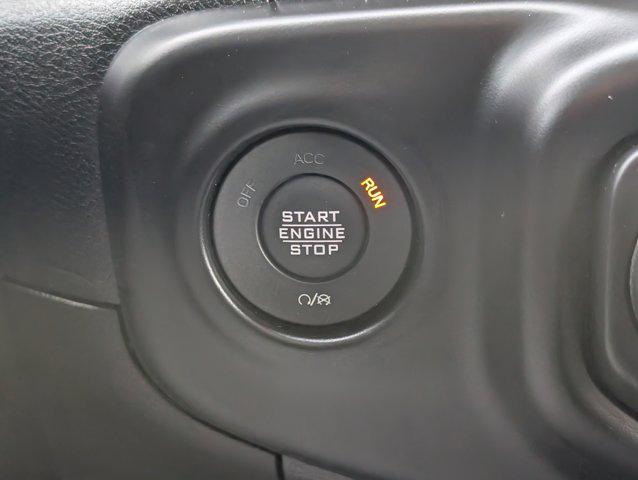 ACC
OFF
RUN
START
ENGINE
STOP